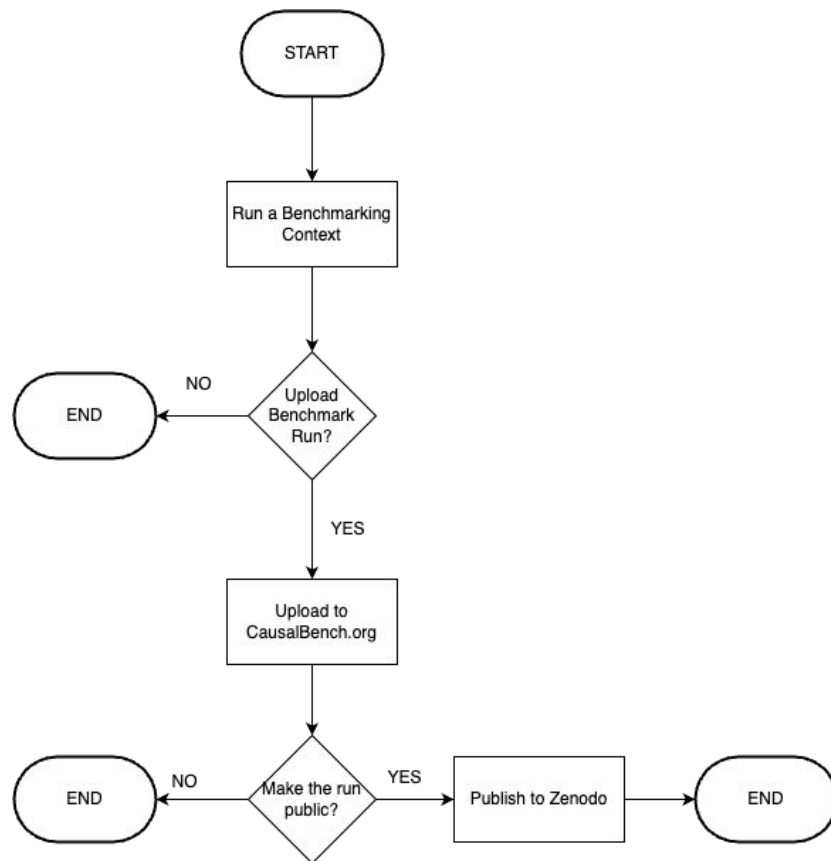 START
Run a Benchmarking
Context
NO
END
Upload
Benchmark
Run?
YES
Upload to
CausalBench.org
END
NO
Make the run
public?
YES
Publish to Zenodo
END